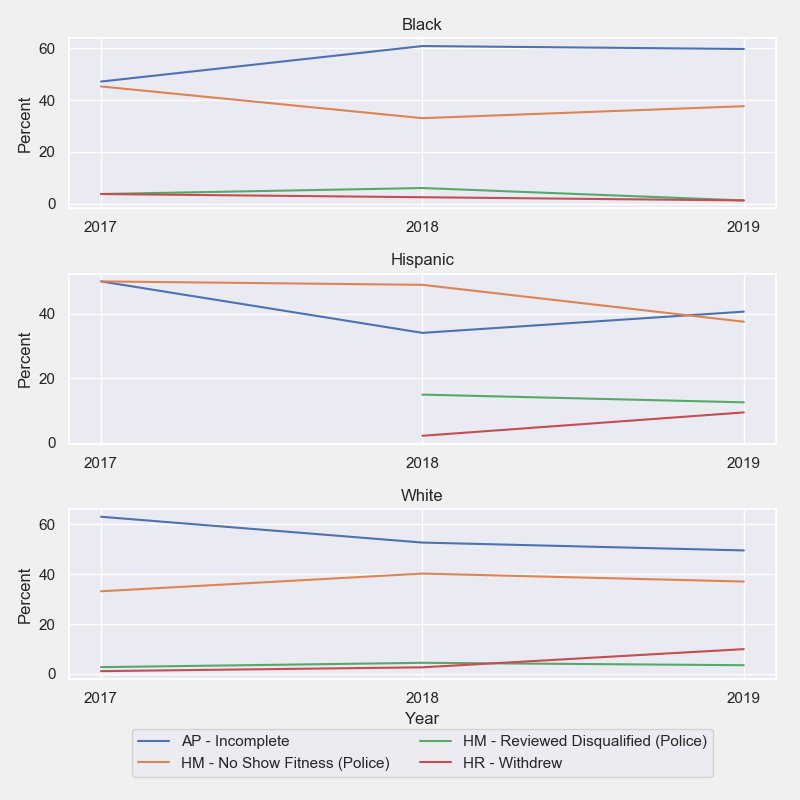 Black
60
40
20
0
Percent
2017 2018 2019
Hispanic
40
20
0
Percent
2017 2018 2019
White
60
40
20
0
Percent
2017 2018 2019
Year
AP - Incomplete
HM - No Show Fitness (Police)
HM - Reviewed Disqualified (Police)
HR - Withdrew